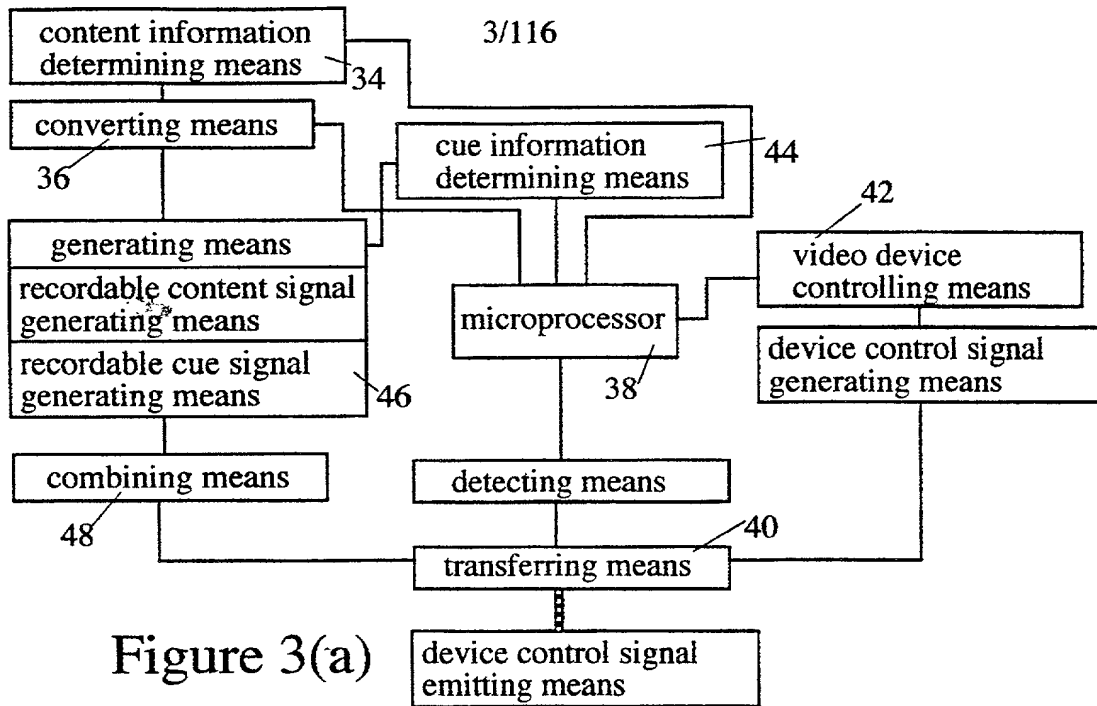 3/116
content information
determining means
34
converting means
36
cue information
determining means
44
42
generating means
recordable content signal
generating means
recordable cue signal
generating means
46
microprocessor
38
video device
controlling means
device control signal
generating means
combining means
48
detecting means
40
transferring means
Figure 3(a)
device control signal
emitting means